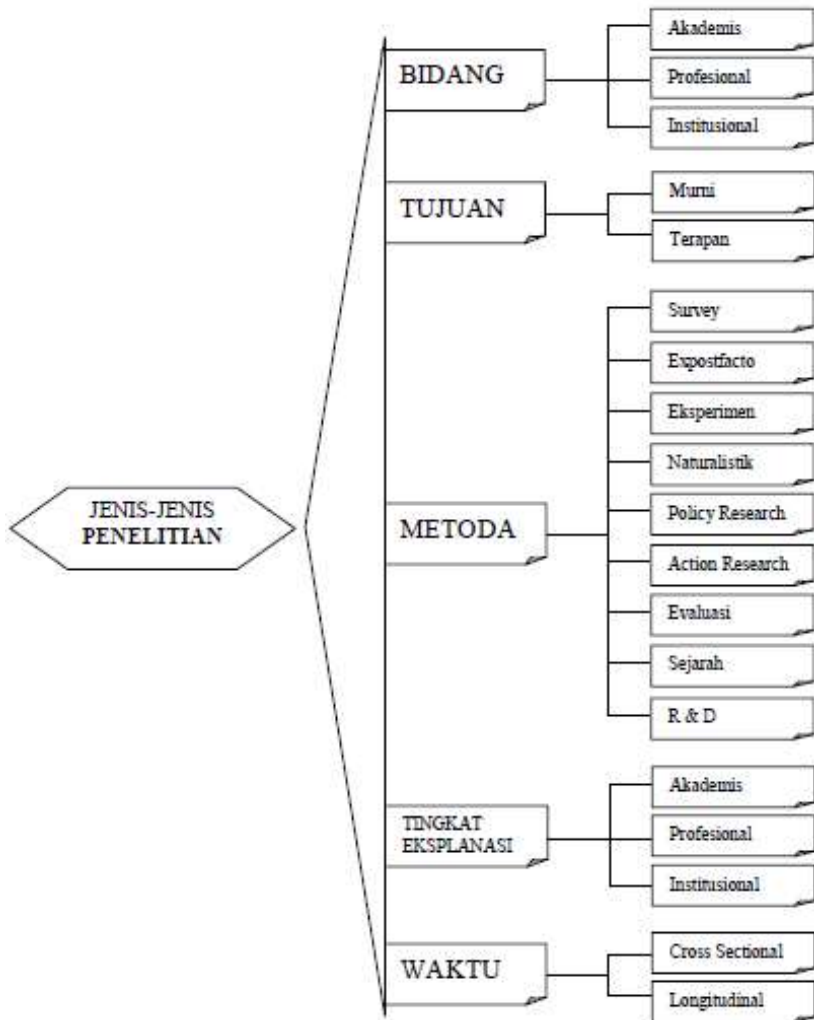 JENIS-JENIS
PENELITIAN
BIDANG
Akademis
Profesional
Institusional
TUJUAN
Murni
Terapan
METODA
Survey
Expostfacto
Eksperimen
Naturalistik
Policy Research
Action Research
Evaluasi
Sejarah
R & D
TINGKAT
EKSPLANASI
Akademis
Profesional
Institusional
WAKTU
Cross Sectional
Longitudinal